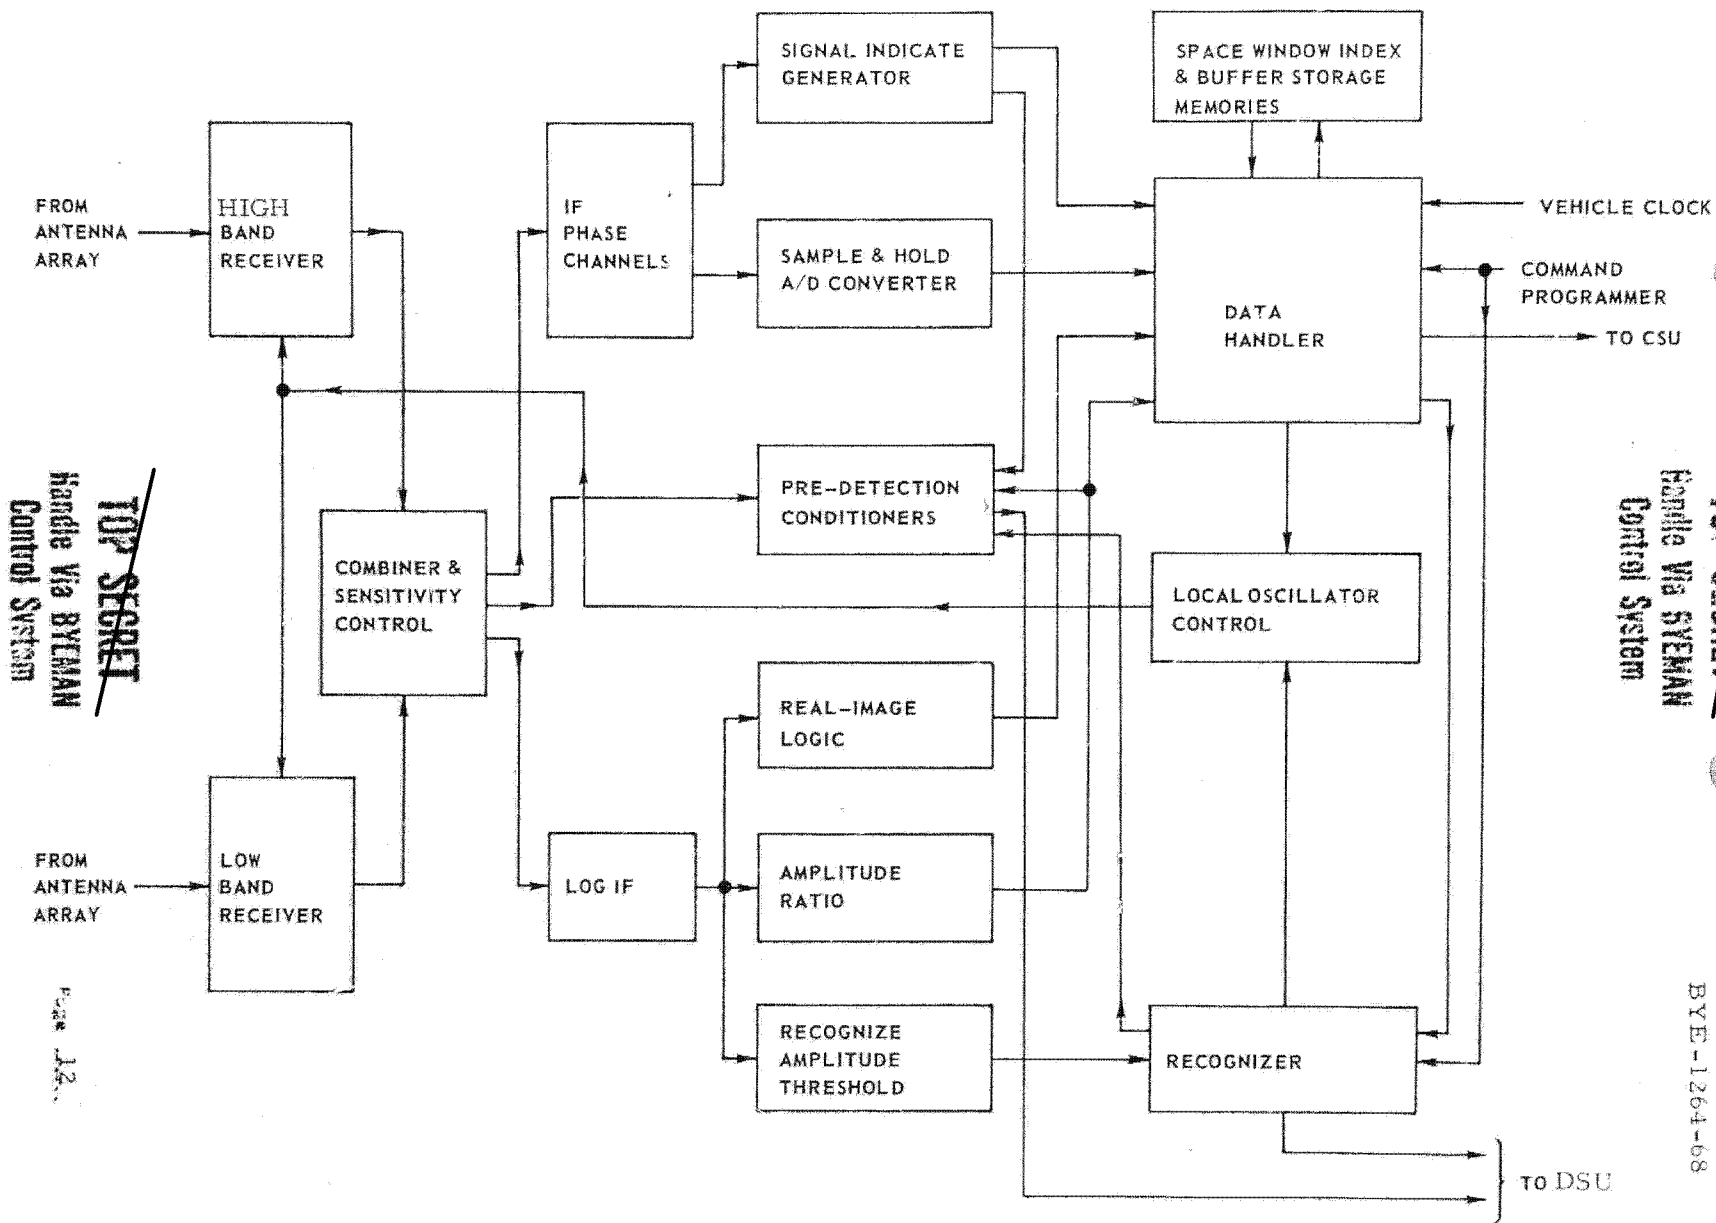 SIGNAL INDICATE
GENERATOR
SPACE WINDOW INDEX
& BUFFER STORAGE
MEMORIES
FROM
ANTENNA
ARRAY
HIGH
BAND
RECEIVER
IF
PHASE
CHANNELS
SAMPLE & HOLD
A/D CONVERTER
DATA
HANDLER
VEHICLE CLOCK
COMMAND
PROGRAMMER
TO CSU
PRE-DETECTION
CONDITIONERS
COMBINER &
SENSITIVITY
CONTROL
LOCAL OSCILLATOR
CONTROL
REAL-IMAGE
LOGIC
FROM
ANTENNA
ARRAY
LOW
BAND
RECEIVER
LOG IF
AMPLITUDE
RATIO
RECOGNIZE
AMPLITUDE
THRESHOLD
RECOGNIZER
TO DSU
TOP SECRET
Handle Via BYEMAN
Control System
Handle Via BYEMAN
Control System
Page 12
BYE-1264-68